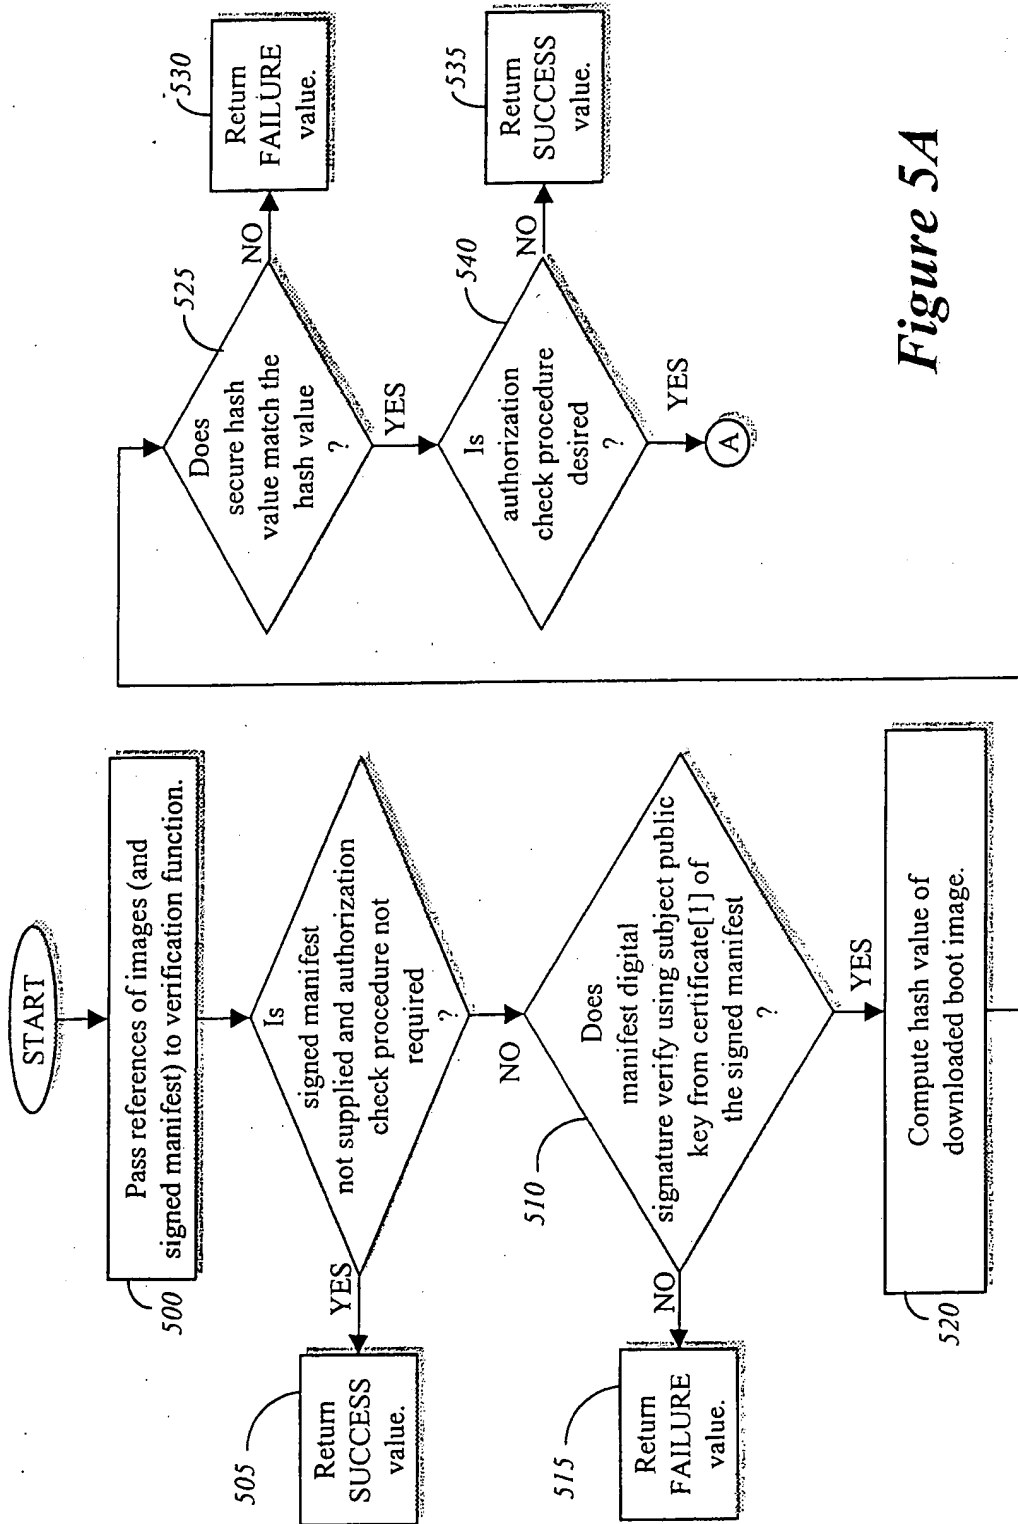 START
Pass references of images (and
signed manifest) to verification function.
500
Is
signed manifest
not supplied and authorization
check procedure not
required
?
YES
505
Return
SUCCESS
value.
NO
Does
manifest digital
signature verify using subject public
key from certificate[1] of
the signed manifest
?
510
NO
515
Return
FAILURE
value.
YES
Compute hash value of
downloaded boot image.
520
Does
secure hash
value match the
hash value
?
525
NO
530
Return
FAILURE
value.
YES
Is
authorization
check procedure
desired
?
540
NO
535
Return
SUCCESS
value.
YES
A
Figure 5A